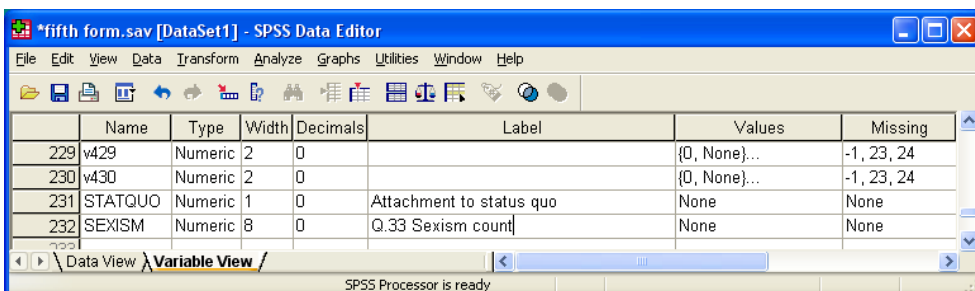 *fifth form.sav [DataSet1] - SPSS Data Editor
File Edit View Data Transform Analyze Graphs Utilities Window Help
Name Type Width Decimals Label Values Missing
229 v429 Numeric 2 0 {0, None}... -1, 23, 24
230 v430 Numeric 2 0 {0, None}... -1, 23, 24
231 STATQUO Numeric 1 0 Attachment to status quo None None
232 SEXISM Numeric 8 0 Q.33 Sexism count None None
Data View Variable View
SPSS Processor is ready